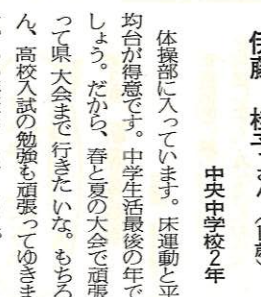 伊藤
さん
中央中学校2年
体操部に入っています。床運動と平
均台が得意です。中学生活最後の年で
しょう。だから、春と夏の大会で頑張
って県大会まで行きたいな。もちろ
ん、高校入試の勉強も頑張ってゆきま